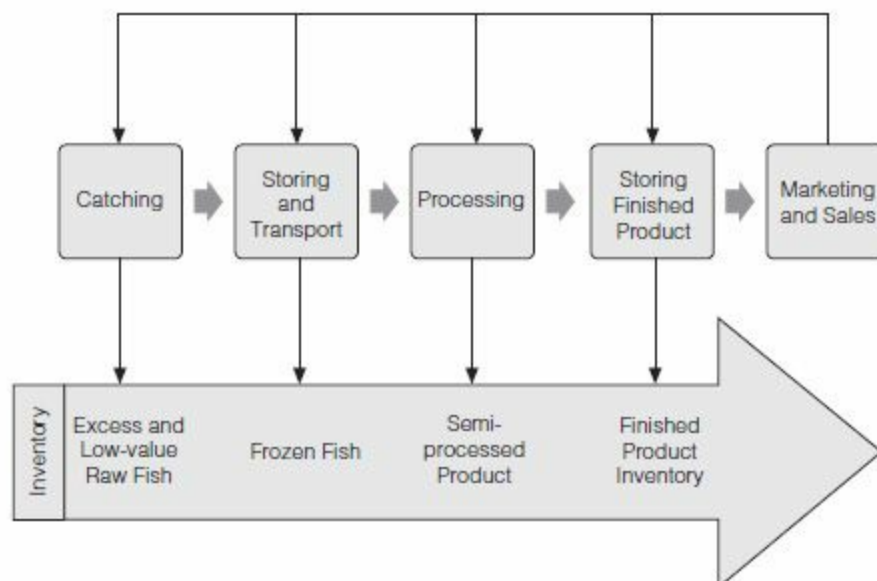 Catching
Storing
and
Transport
Processing
Storing
Finished
Product
Marketing
and Sales
Inventory
Excess and
Low-value
Raw Fish
Frozen Fish
Semi-
processed
Product
Finished
Product
Inventory